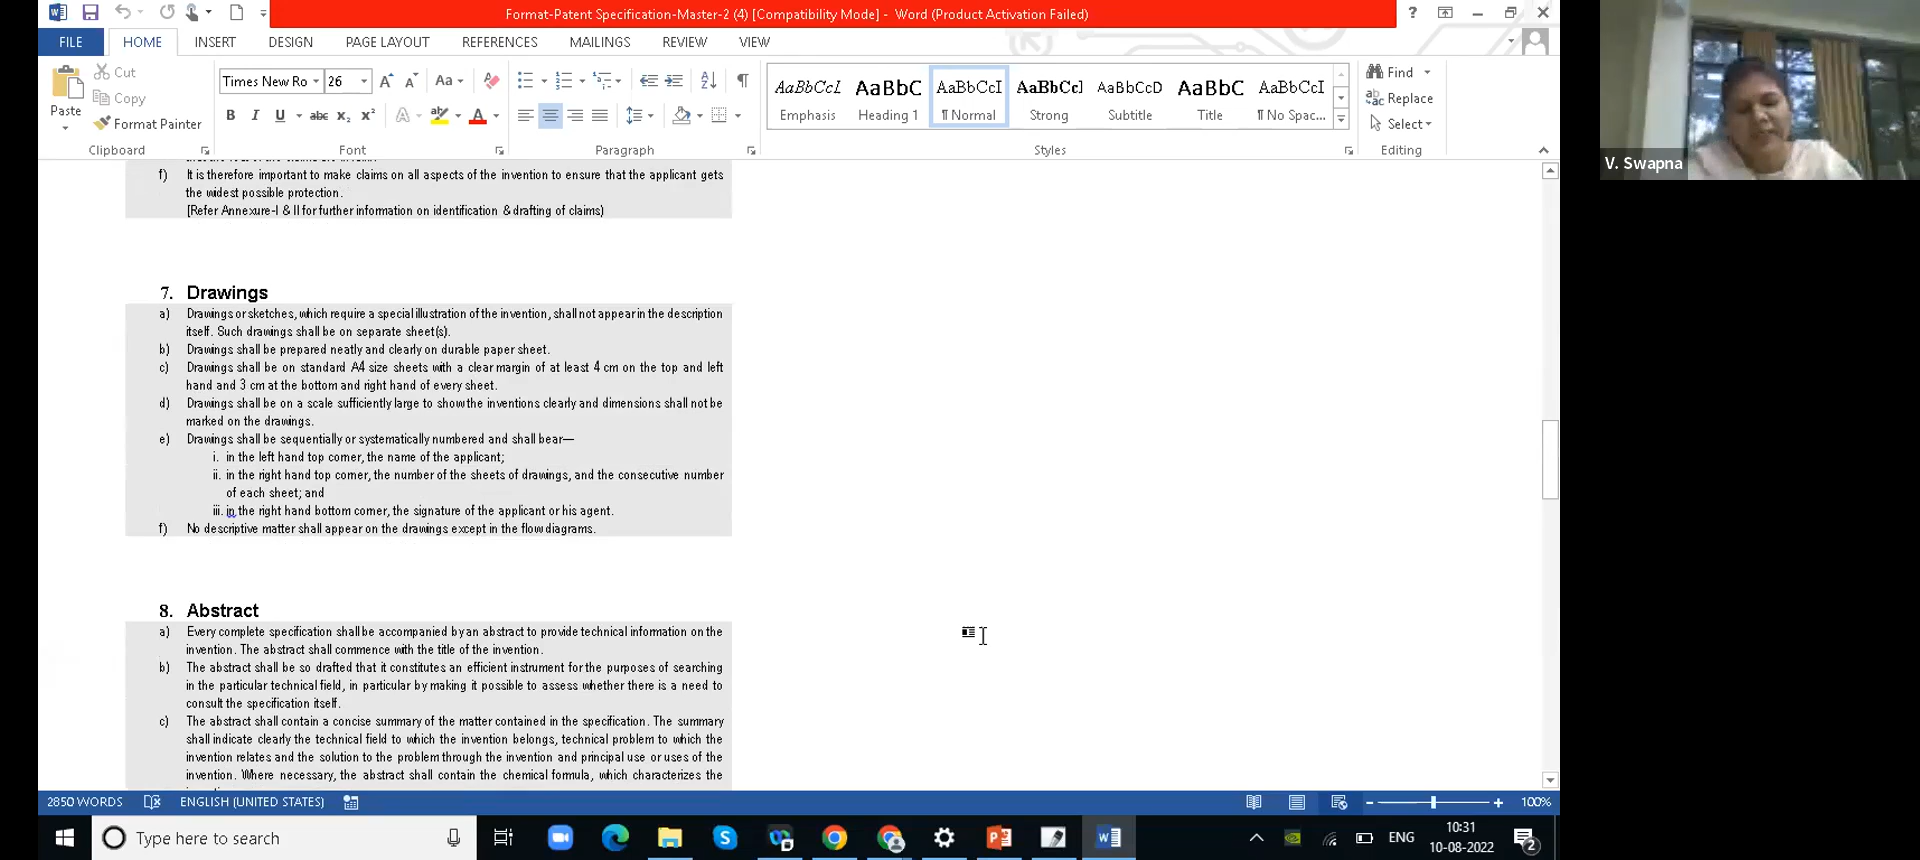 Format-Patent Specification-Master-2 (4) [Compatibility Mode] - Word (Product Activation Failed)
FILE HOME INSERT DESIGN PAGE LAYOUT REFERENCES MAILINGS REVIEW VIEW
Paste
Cut
Copy
Format Painter
Clipboard
Times New Ro 26
Font
Paragraph
AaBbCcL AaBbC AaBbCcI AaBbCcI AaBbCcD AaBbC AaBbCcI
Emphasis Heading 1 ¶ Normal Strong Subtitle Title ¶ No Spac...
Styles
Find
Replace
Select
Editing
V. Swapna
f) It is therefore important to make claims on all aspects of the invention to ensure that the applicant gets
the widest possible protection.
[Refer Annexure-I & II for further information on identification & drafting of claims)
7. Drawings
a) Drawings or sketches, which require a special illustration of the invention, shall not appear in the description
itself. Such drawings shall be on separate sheet(s).
b) Drawings shall be prepared neatly and clearly on durable paper sheet.
c) Drawings shall be on standard A4 size sheets with a clear margin of at least 4 cm on the top and left
hand and 3 cm at the bottom and right hand of every sheet.
d) Drawings shall be on a scale sufficiently large to show the inventions clearly and dimensions shall not be
marked on the drawings.
e) Drawings shall be sequentially or systematically numbered and shall bear—
i. in the left hand top corner, the name of the applicant;
ii. in the right hand top corner, the number of the sheets of drawings, and the consecutive number
of each sheet; and
iii. in the right hand bottom corner, the signature of the applicant or his agent.
f) No descriptive matter shall appear on the drawings except in the flow diagrams.
8. Abstract
a) Every complete specification shall be accompanied by an abstract to provide technical information on the
invention. The abstract shall commence with the title of the invention.
b) The abstract shall be so drafted that it constitutes an efficient instrument for the purposes of searching
in the particular technical field, in particular by making it possible to assess whether there is a need to
consult the specification itself.
c) The abstract shall contain a concise summary of the matter contained in the specification. The summary
shall indicate clearly the technical field to which the invention belongs, technical problem to which the
invention relates and the solution to the problem through the invention and principal use or uses of the
invention. Where necessary, the abstract shall contain the chemical formula, which characterizes the
2850 WORDS ENGLISH (UNITED STATES) 100%
Type here to search
ENG
10:31
10-08-2022
2